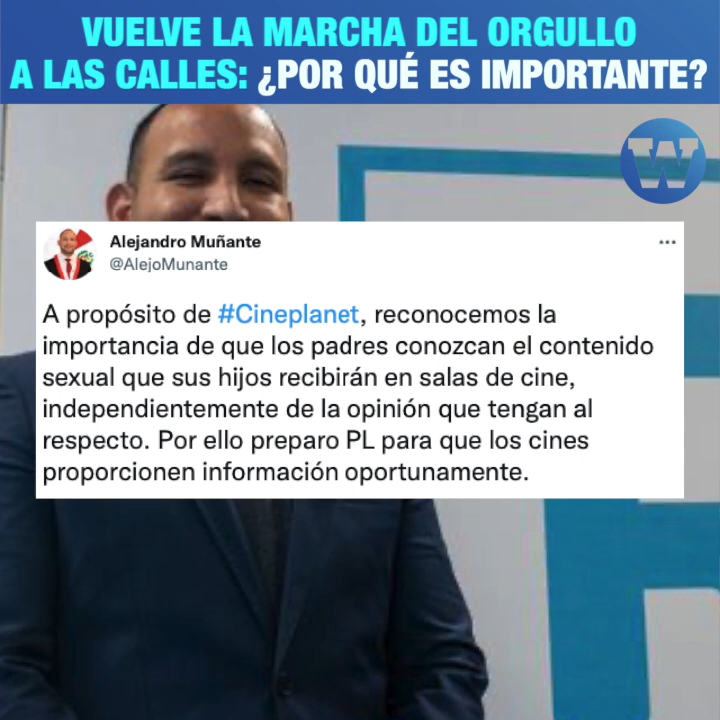 VUELVE LA MARCHA DEL ORGULLO
A LAS CALLES: ¿POR QUÉ ES IMPORTANTE?
W
Alejandro Muñante
@AlejoMunante
A propósito de #Cineplanet, reconocemos la
importancia de que los padres conozcan el contenido
sexual que sus hijos recibirán en salas de cine,
independientemente de la opinión que tengan al
respecto. Por ello preparo PL para que los cines
proporcionen información oportunamente.